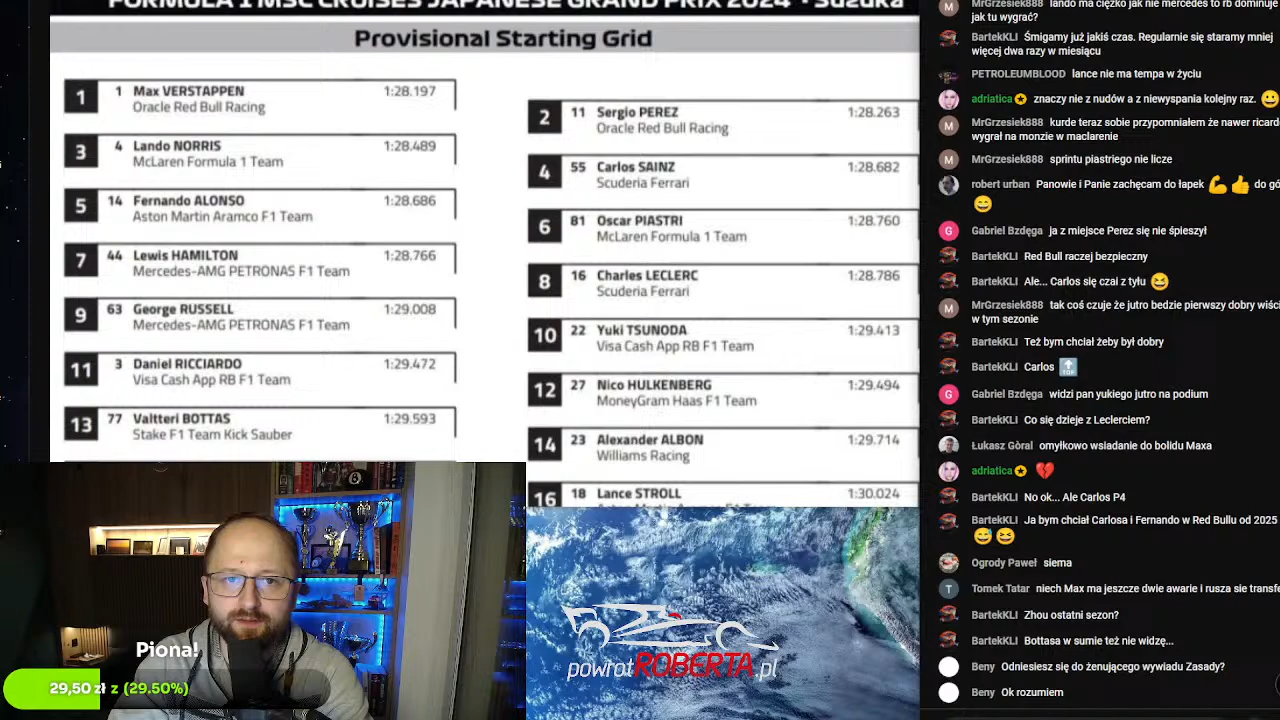 FORMULA 1 MSC CRUISES JAPANESE GRAND PRIX 2024 - Suzuka
Provisional Starting Grid
1 1 Max VERSTAPPEN 1:28.197
Oracle Red Bull Racing
2 11 Sergio PEREZ 1:28.263
Oracle Red Bull Racing
3 4 Lando NORRIS 1:28.489
McLaren Formula 1 Team
4 55 Carlos SAINZ 1:28.682
Scuderia Ferrari
5 14 Fernando ALONSO 1:28.686
Aston Martin Aramco F1 Team
6 81 Oscar PIASTRI 1:28.760
McLaren Formula 1 Team
7 44 Lewis HAMILTON 1:28.766
Mercedes-AMG PETRONAS F1 Team
8 16 Charles LECLERC 1:28.786
Scuderia Ferrari
9 63 George RUSSELL 1:29.008
Mercedes-AMG PETRONAS F1 Team
10 22 Yuki TSUNODA 1:29.413
Visa Cash App RB F1 Team
11 3 Daniel RICCIARDO 1:29.472
Visa Cash App RB F1 Team
12 27 Nico HULKENBERG 1:29.494
MoneyGram Haas F1 Team
13 77 Valtteri BOTTAS 1:29.593
Stake F1 Team Kick Sauber
14 23 Alexander ALBON 1:29.714
Williams Racing
16 18 Lance STROLL 1:30.024
Piona!
29,50 zł z (29.50%)
powrotROBERTA.pl
MrGrzesiek888 lando ma ciężko jak nie mercedes to rb dominuje
jak tu wygrać?
BartekKLI Śmigamy już jakiś czas. Regularnie się staramy mniej
więcej dwa razy w miesiącu
PETROLEUMBLOOD lance nie ma tempa w życiu
adriatica znaczy nie z nudów a z niewyspania kolejny raz. 😀
MrGrzesiek888 kurde teraz sobie przypomniałem że nawer ricardo
wygrał na monzie w maclarenie
MrGrzesiek888 sprintu piastriego nie licze
robert urban Panowie i Panie zachęcam do łapek 💪👍 do gó
😄
Gabriel Bzdęga ja z miejsce Perez się nie śpieszył
BartekKLI Red Bull raczej bezpieczny
BartekKLI Ale... Carlos się czai z tyłu 😆
MrGrzesiek888 tak coś czuje że jutro bedzie pierwszy dobry wiści
w tym sezonie
BartekKLI Też bym chciał żeby był dobry
BartekKLI Carlos 🔝
Gabriel Bzdęga widzi pan yukiego jutro na podium
BartekKLI Co się dzieje z Leclerciem?
Łukasz Góral omyłkowo wsiadanie do bolidu Maxa
adriatica 💔
BartekKLI No ok... Ale Carlos P4
BartekKLI Ja bym chciał Carlosa i Fernando w Red Bullu od 2025
😅😆
Ogrody Paweł siema
Tomek Tatar niech Max ma jeszcze dwie awarie i rusza sie transfe
BartekKLI Zhou ostatni sezon?
BartekKLI Bottasa w sumie też nie widzę...
Beny Odniesiesz się do żenującego wywiadu Zasady?
Beny Ok rozumiem